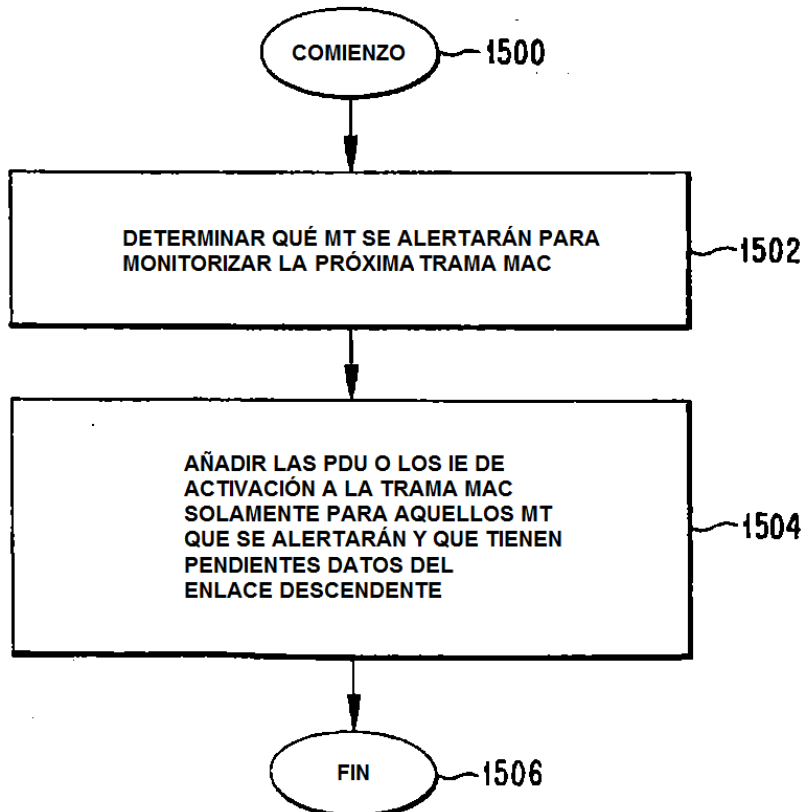 COMIENZO
1500
DETERMINAR QUÉ MT SE ALERTARÁN PARA
MONITORIZAR LA PRÓXIMA TRAMA MAC
1502
AÑADIR LAS PDU O LOS IE DE
ACTIVACIÓN A LA TRAMA MAC
SOLAMENTE PARA AQUELLOS MT
QUE SE ALERTARÁN Y QUE TIENEN
PENDIENTES DATOS DEL
ENLACE DESCENDENTE
1504
FIN
1506